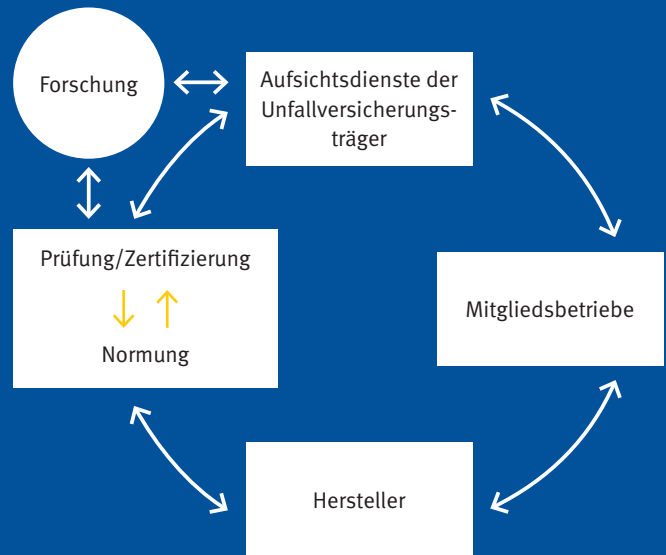 Forschung
Aufsichtsdienste der
Unfallversicherungs-
träger
Prüfung/Zertifizierung
Normung
Mitgliedsbetriebe
Hersteller